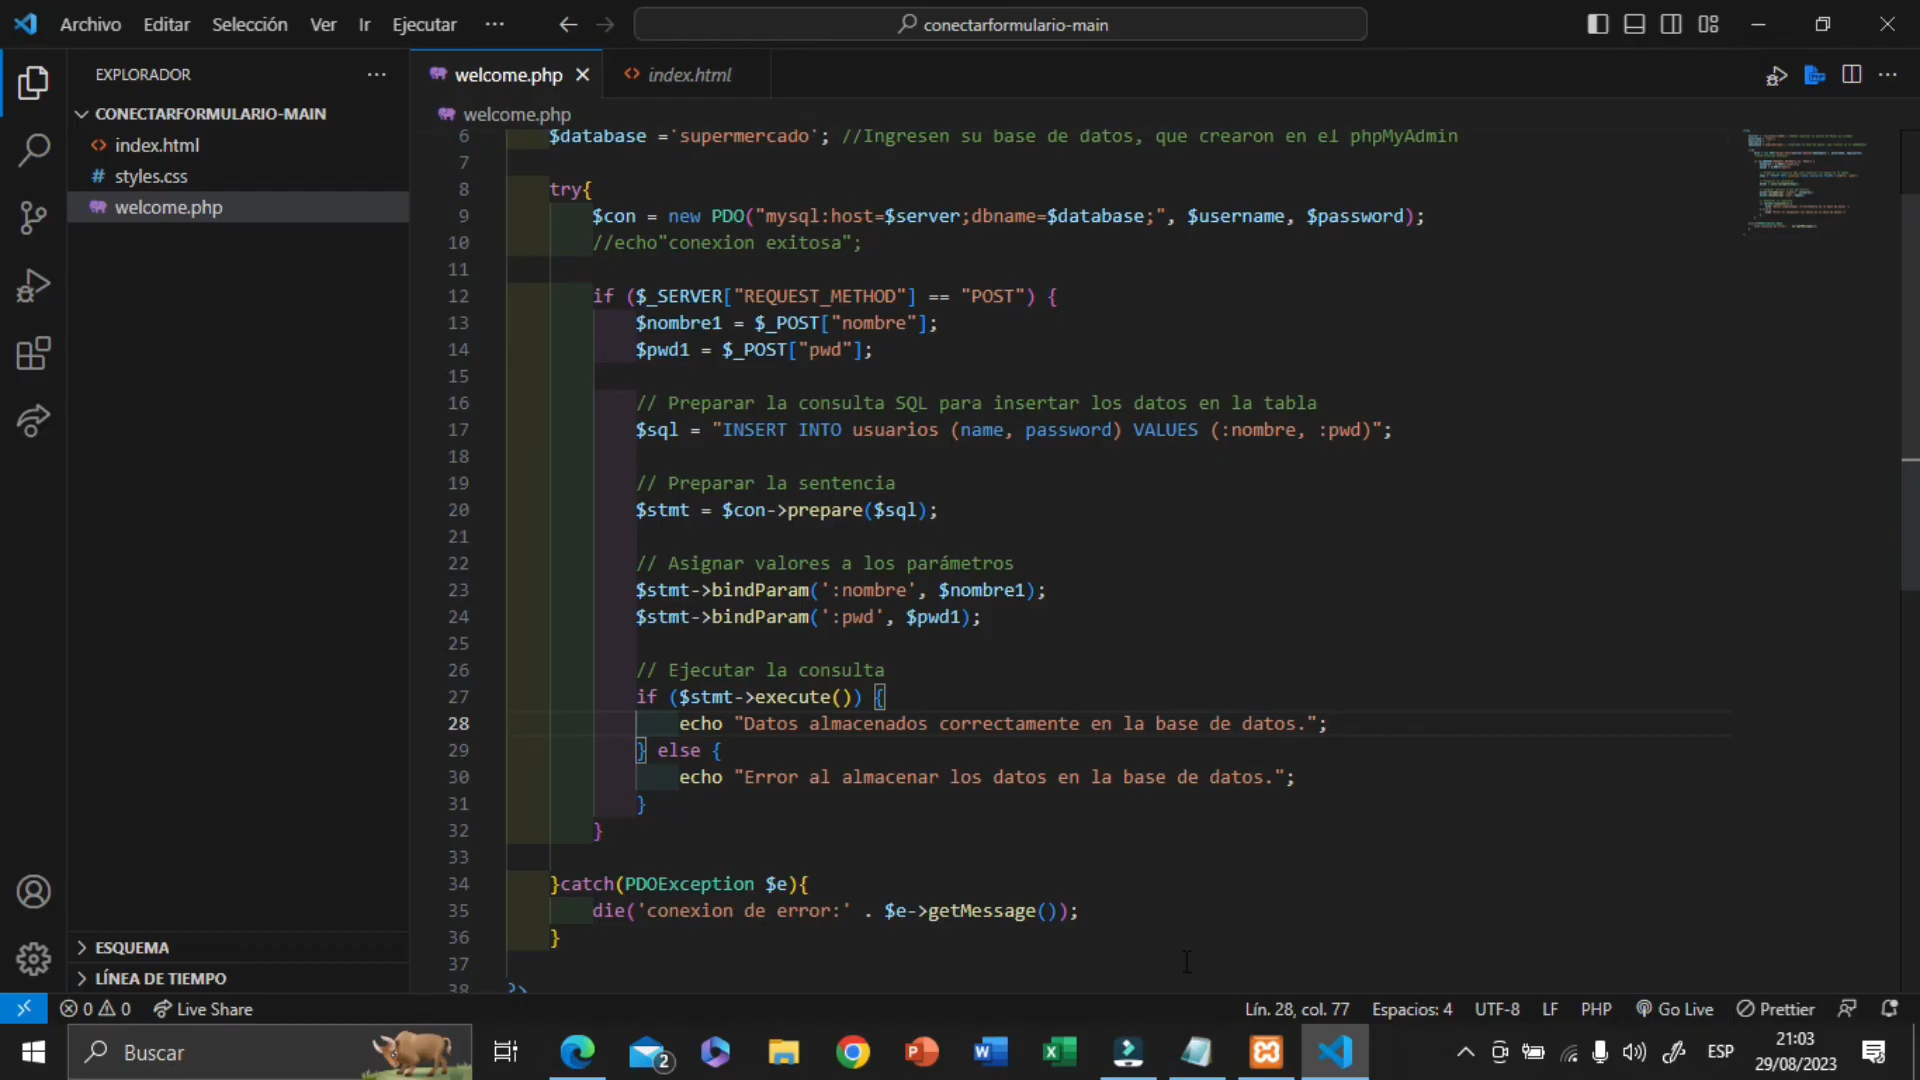 Archivo Editar Selección Ver Ir Ejecutar ··· conectarformulario-main
EXPLORADOR ···
CONECTARFORMULARIO-MAIN
index.html
styles.css
welcome.php
ESQUEMA
LÍNEA DE TIEMPO
welcome.php index.html
welcome.php
6 $database ='supermercado'; //Ingresen su base de datos, que crearon en el phpMyAdmin
7
8 try{
9 $con = new PDO("mysql:host=$server;dbname=$database;", $username, $password);
10 //echo"conexion exitosa";
11
12 if ($_SERVER["REQUEST_METHOD"] == "POST") {
13 $nombre1 = $_POST["nombre"];
14 $pwd1 = $_POST["pwd"];
15
16 // Preparar la consulta SQL para insertar los datos en la tabla
17 $sql = "INSERT INTO usuarios (name, password) VALUES (:nombre, :pwd)";
18
19 // Preparar la sentencia
20 $stmt = $con->prepare($sql);
21
22 // Asignar valores a los parámetros
23 $stmt->bindParam(':nombre', $nombre1);
24 $stmt->bindParam(':pwd', $pwd1);
25
26 // Ejecutar la consulta
27 if ($stmt->execute()) {
28 echo "Datos almacenados correctamente en la base de datos.";
29 } else {
30 echo "Error al almacenar los datos en la base de datos.";
31 }
32 }
33
34 }catch(PDOException $e){
35 die('conexion de error:' . $e->getMessage());
36 }
37
38 ?>
0 0 Live Share Lín. 28, col. 77 Espacios: 4 UTF-8 LF PHP Go Live Prettier
Buscar 2 ESP 21:03
29/08/2023